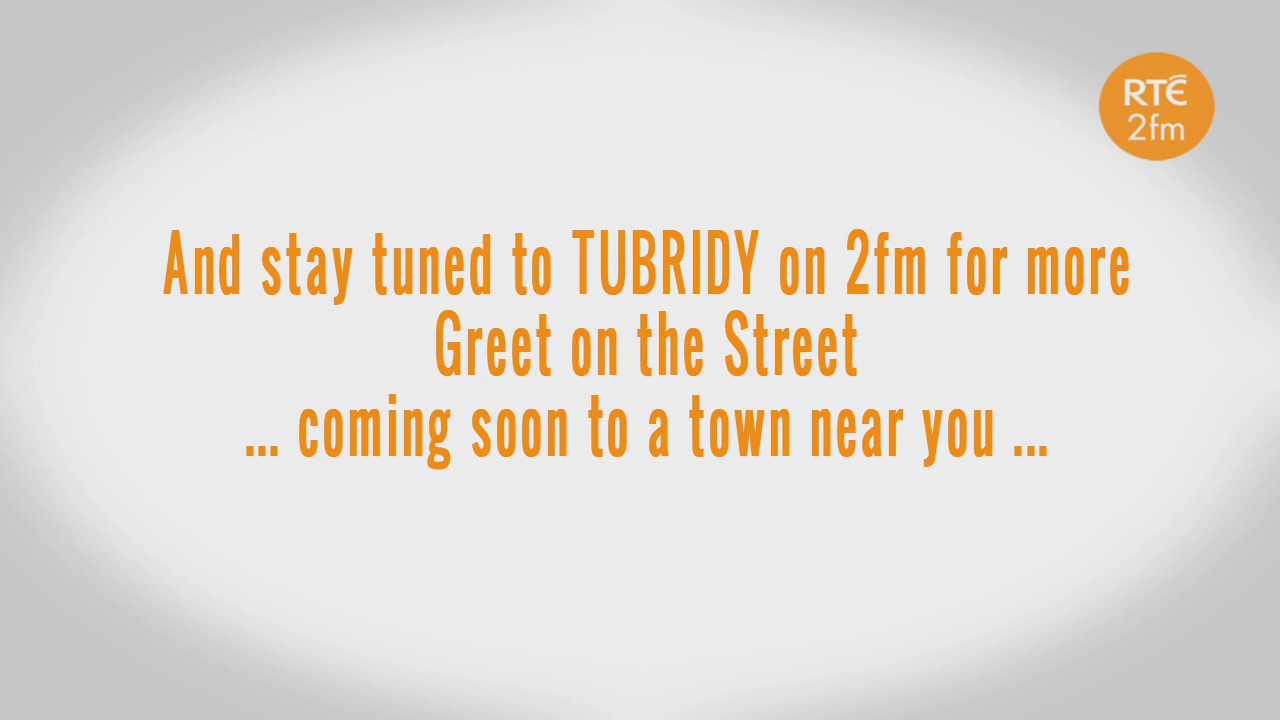 RTÉ
2fm
And stay tuned to TUBRIDY on 2fm for more
Greet on the Street
... coming soon to a town near you ...